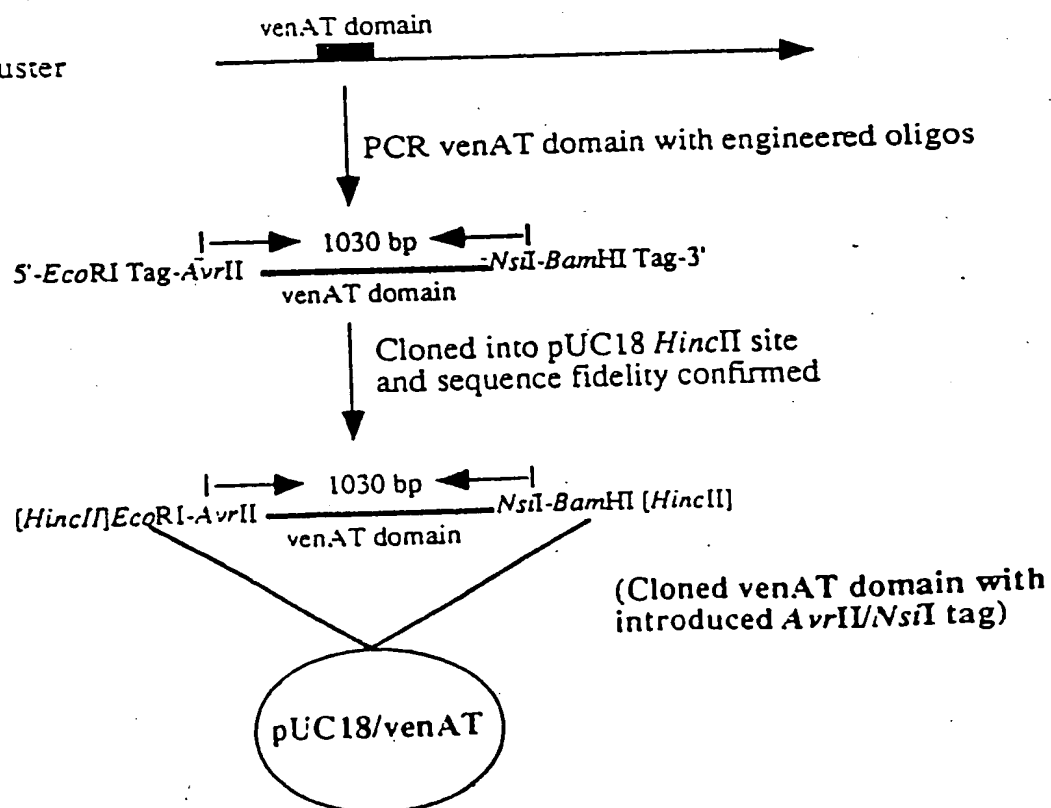 venAT domain
uster
PCR venAT domain with engineered oligos
1030 bp
5'-EcoRI Tag-AvrII
-NsiI-BamHI Tag-3'
venAT domain
Cloned into pUC18 HincII site
and sequence fidelity confirmed
1030 bp
[HincII]EcoRI-AvrII
NsiI-BamHI [HincII]
venAT domain
(Cloned venAT domain with
introduced AvrII/NsiI tag)
pUC18/venAT